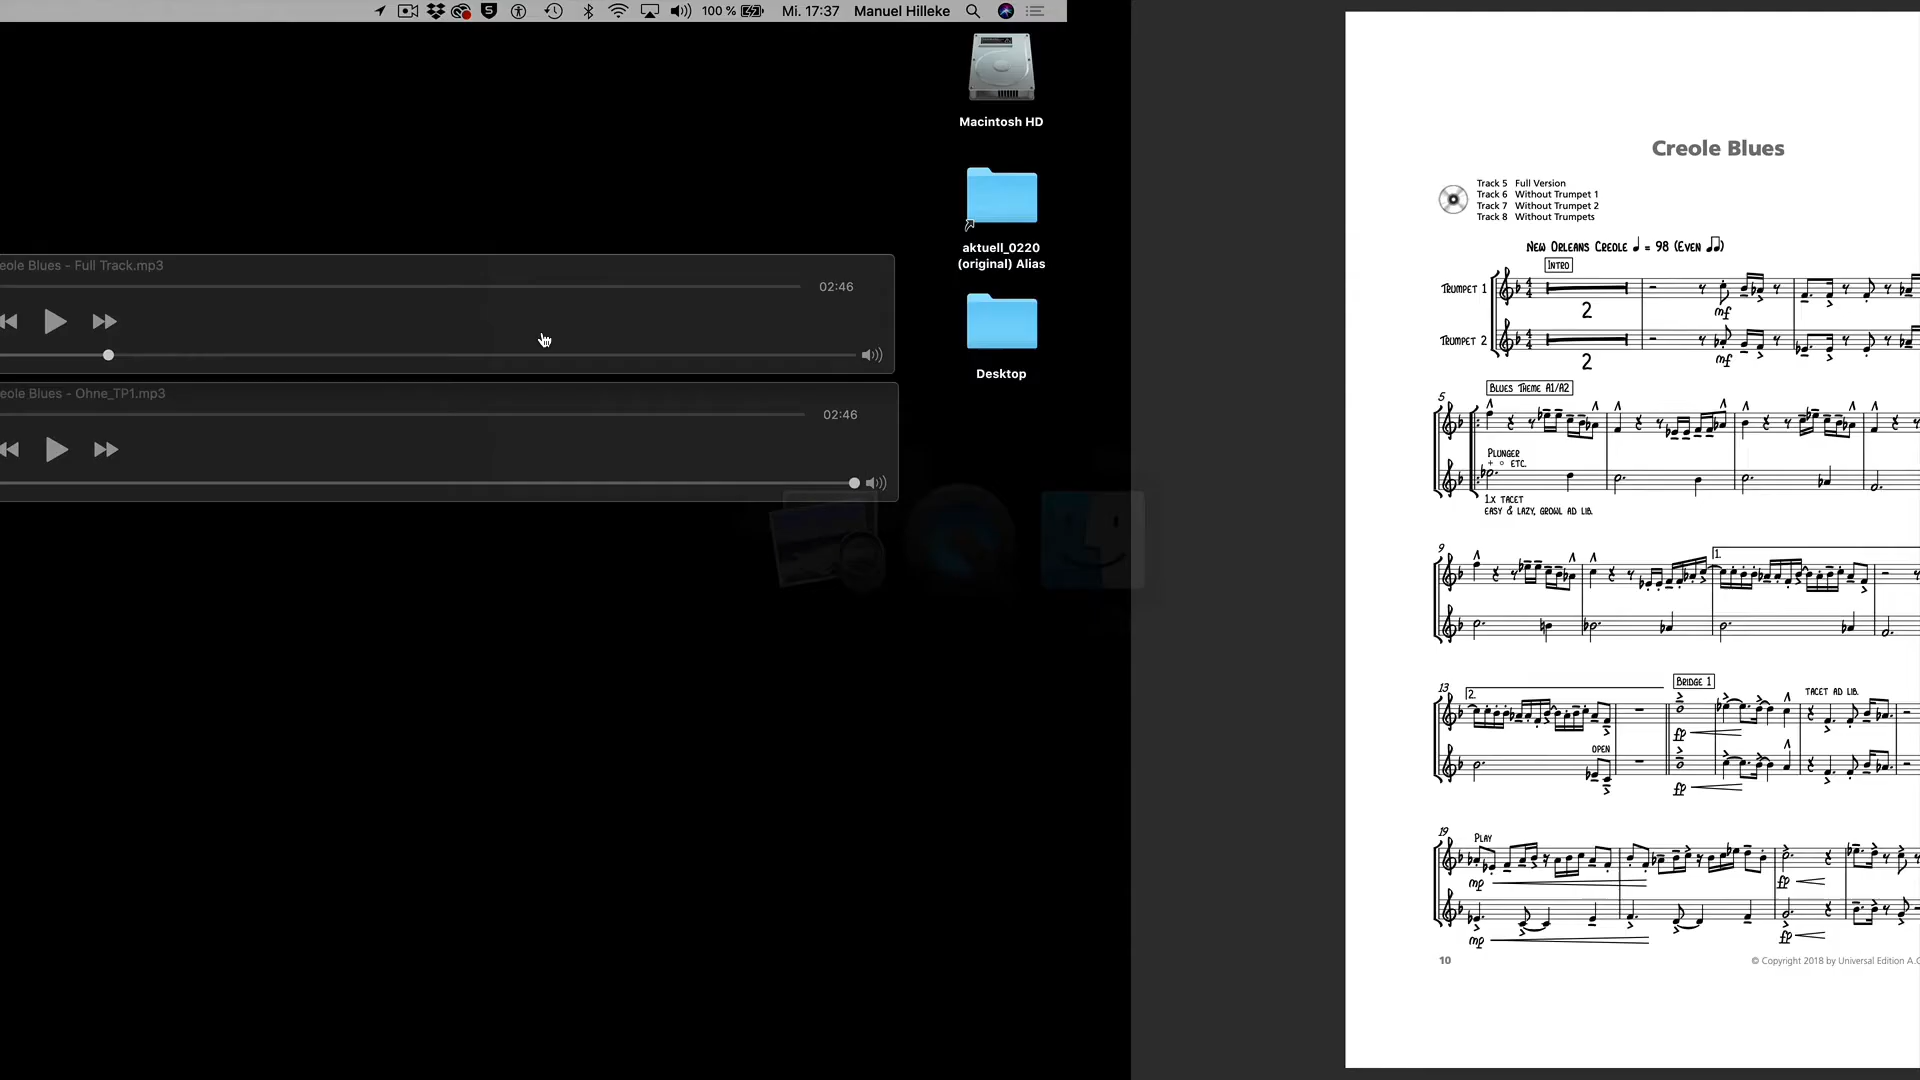 100 %
Mi. 17:37
Manuel Hilleke
Macintosh HD
aktuell_0220
(original) Alias
Desktop
eole Blues - Full Track.mp3
02:46
eole Blues - Ohne_TP1.mp3
02:46
Creole Blues
Track 5 Full Version
Track 6 Without Trumpet 1
Track 7 Without Trumpet 2
Track 8 Without Trumpets
New Orleans Creole ♩ = 98 (Even ♫)
Intro
Trumpet 1
2
mf
Trumpet 2
2
mf
5
Blues Theme A1/A2
Plunger
+ o etc.
1.x tacet
easy & lazy, growl ad lib.
9
1.
13
2.
Bridge 1
tacet ad lib.
fp
open
fp
19
Play
mp
fp
mp
fp
10
© Copyright 2018 by Universal Edition A.G